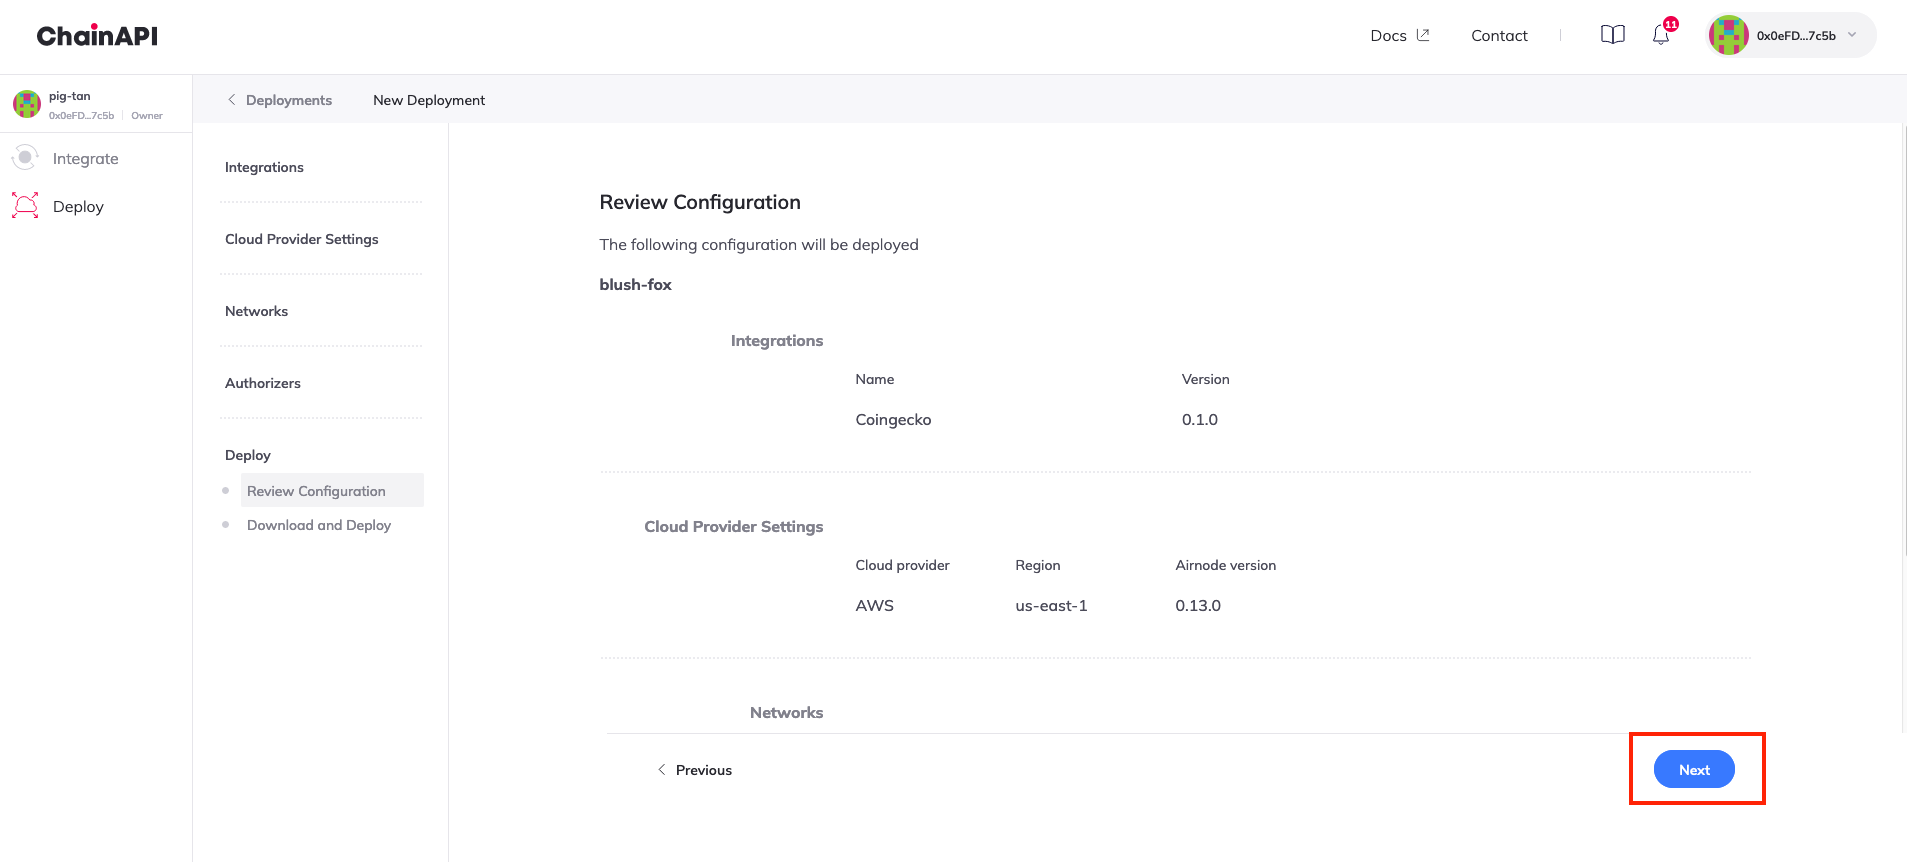 ChainAPI
Docs
Contact
11
0x0eFD...7c5b
pig-tan
0x0eFD...7c5b
Owner
Integrate
Deploy
Deployments
New Deployment
Integrations
Cloud Provider Settings
Networks
Authorizers
Deploy
Review Configuration
Download and Deploy
Review Configuration
The following configuration will be deployed
blush-fox
Integrations
Name
Version
Coingecko
0.1.0
Cloud Provider Settings
Cloud provider
Region
Airnode version
AWS
us-east-1
0.13.0
Networks
Previous
Next